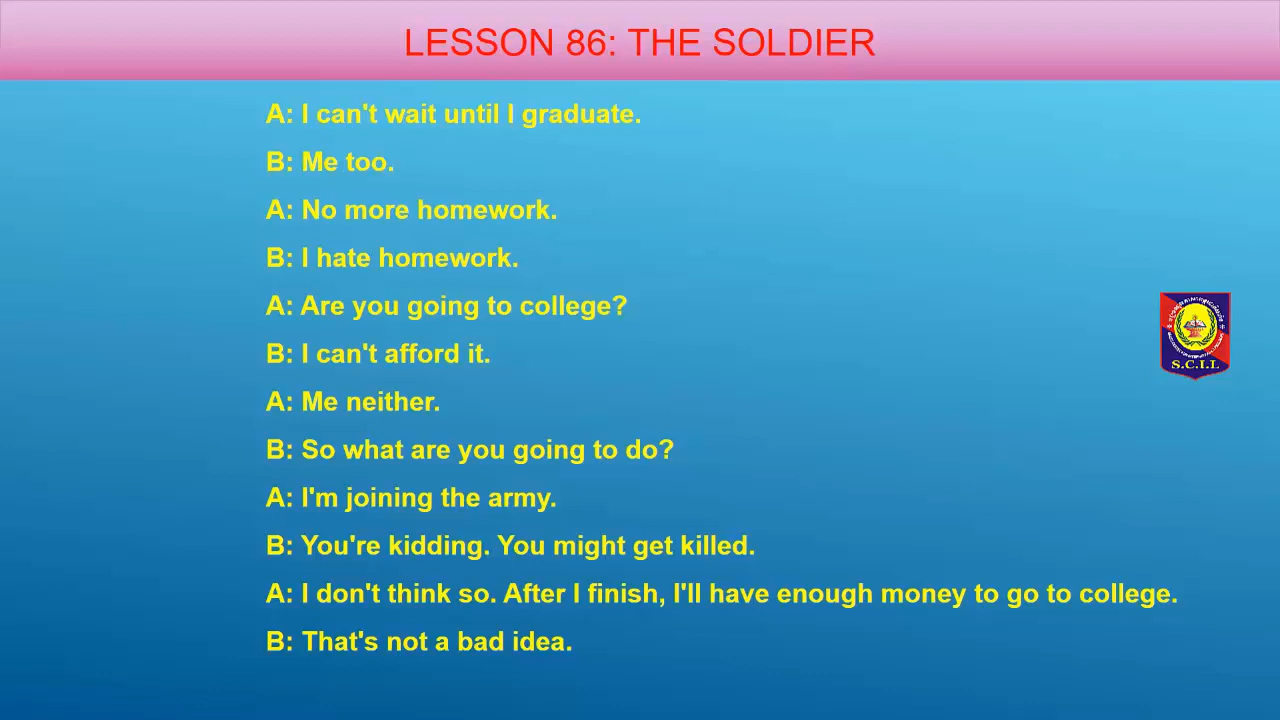 LESSON 86: THE SOLDIER
A: I can't wait until I graduate.
B: Me too.
A: No more homework.
B: I hate homework.
A: Are you going to college?
B: I can't afford it.
A: Me neither.
B: So what are you going to do?
A: I'm joining the army.
B: You're kidding. You might get killed.
A: I don't think so. After I finish, I'll have enough money to go to college.
B: That's not a bad idea.
S.C.I.L